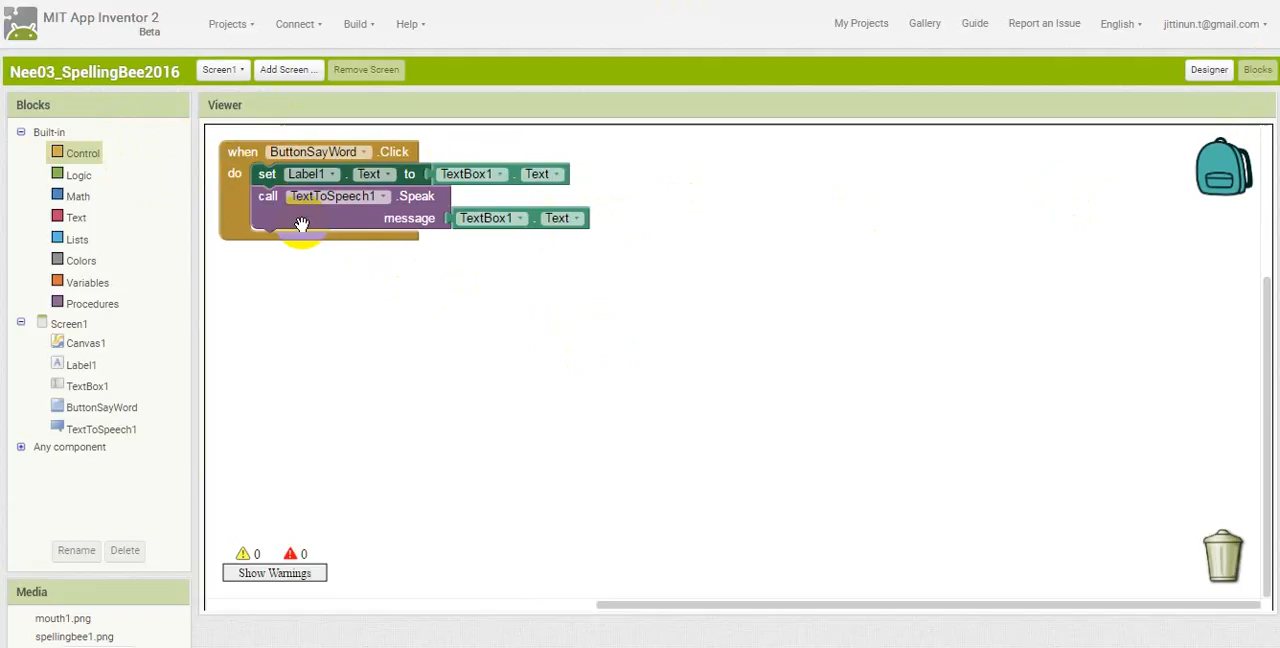 MIT App Inventor 2
Beta
Projects
Connect
Build
Help
My Projects
Gallery
Guide
Report an Issue
English
jittinun.t@gmail.com
Nee03_SpellingBee2016
Screen1
Add Screen ...
Remove Screen
Designer
Blocks
Blocks
Built-in
Control
Logic
Math
Text
Lists
Colors
Variables
Procedures
Screen1
Canvas1
Label1
TextBox1
ButtonSayWord
TextToSpeech1
Any component
Rename
Delete
Media
mouth1.png
spellingbee1.png
Viewer
when ButtonSayWord .Click
do set Label1 . Text to TextBox1 . Text
call TextToSpeech1 .Speak
message TextBox1 . Text
0 0
Show Warnings